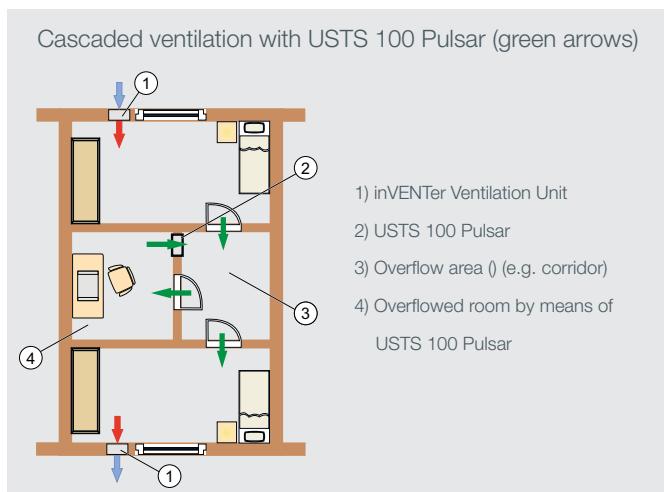 Cascaded ventilation with USTS 100 Pulsar (green arrows)
1
2
1) inVENTer Ventilation Unit
2) USTS 100 Pulsar
3) Overflow area () (e.g. corridor)
4) Overflowed room by means of
USTS 100 Pulsar
3
4
1